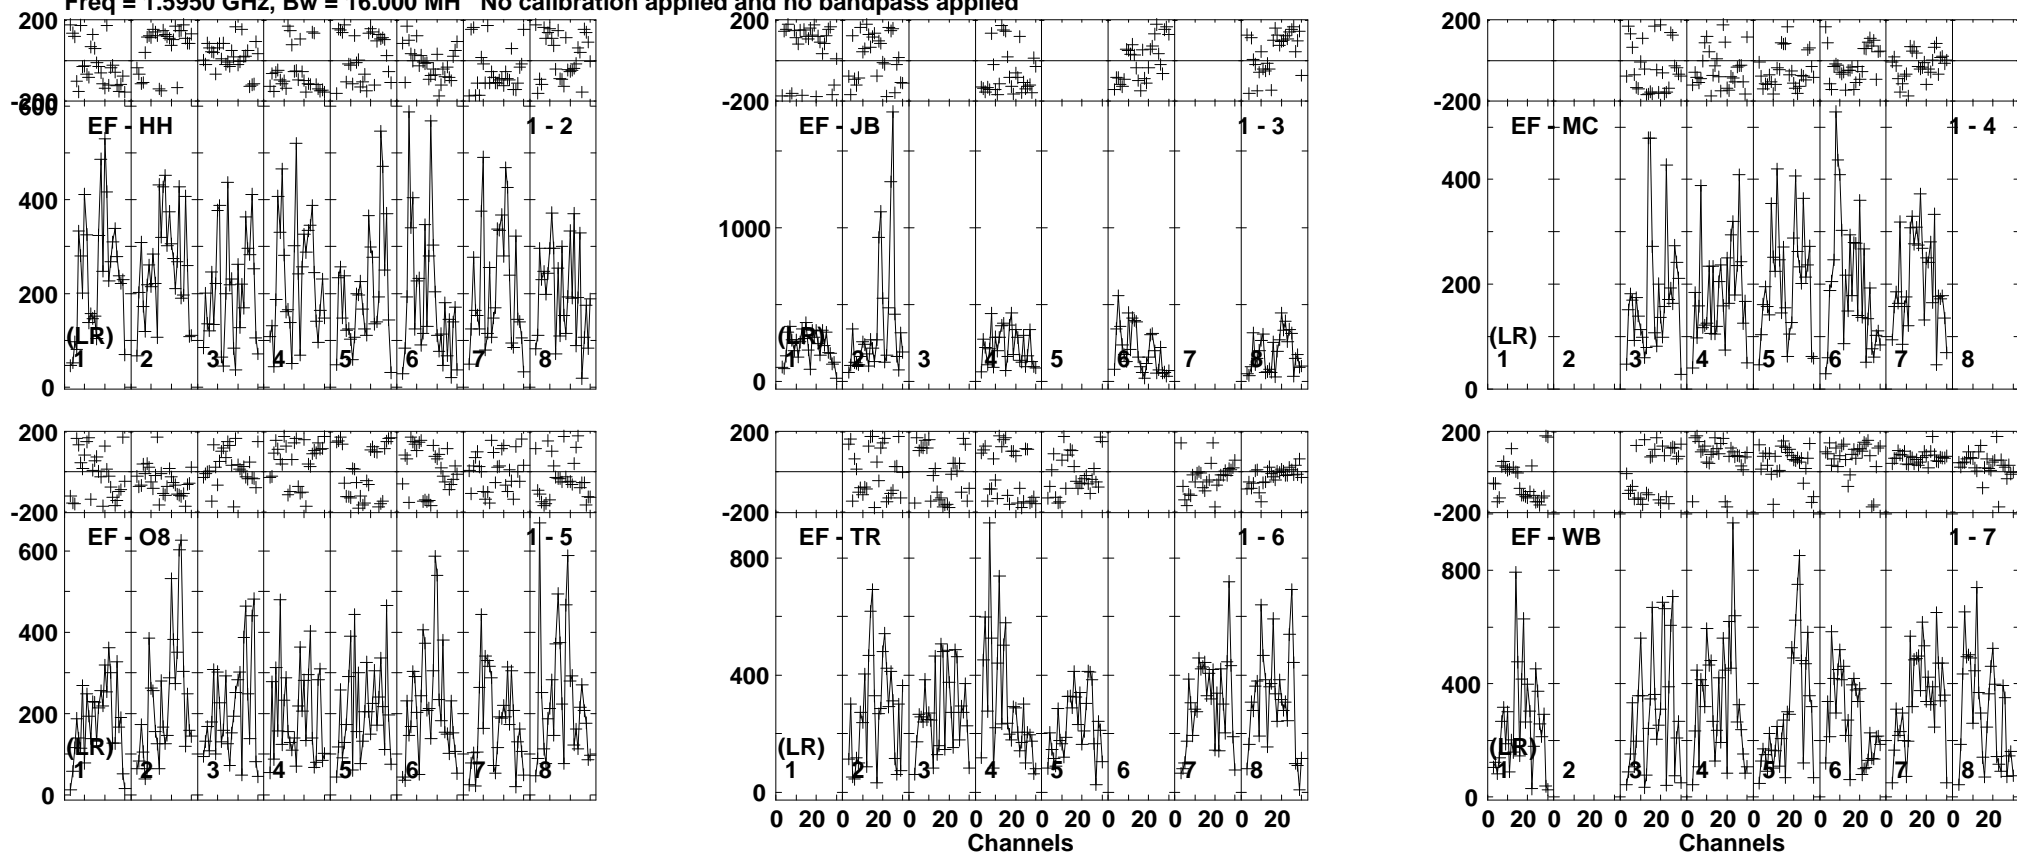 Freq = 1.5950 GHz, Bw = 16.000 MH No calibration applied and no bandpass applied
200
-200
600
400
200
0
EF - HH
1 - 2
(LR)
1 2 3 4 5 6 7 8
200
-200
1000
0
EF - JB
1 - 3
(LR)
1 2 3 4 5 6 7 8
200
-200
400
200
0
EF - MC
1 - 4
(LR)
1 2 3 4 5 6 7 8
200
-200
600
400
200
0
EF - O8
1 - 5
(LR)
1 2 3 4 5 6 7 8
200
-200
800
400
0
EF - TR
1 - 6
(LR)
1 2 3 4 5 6 7 8
0 20 0 20 0 20 0 20 0 20 0 20 0 20 0 20
Channels
200
-200
800
400
0
EF - WB
1 - 7
(LR)
1 2 3 4 5 6 7 8
0 20 0 20 0 20 0 20 0 20 0 20 0 20 0 20
Channels